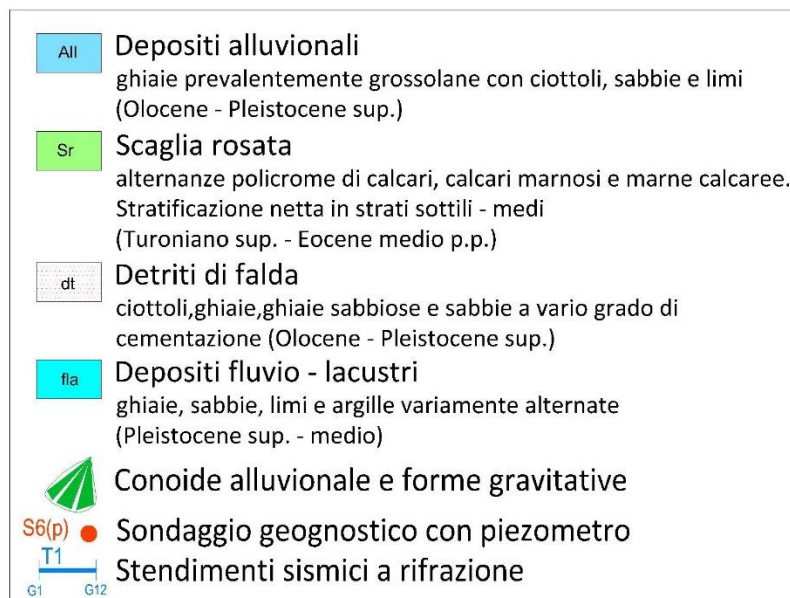 All Depositi alluvionali
ghiaie prevalentemente grossolane con ciottoli, sabbie e limi
(Olocene - Pleistocene sup.)
Sr Scaglia rosata
alternanze policrome di calcari, calcari marnosi e marne calcaree.
Stratificazione netta in strati sottili - medi
(Turoniano sup. - Eocene medio p.p.)
dt Detriti di falda
ciottoli,ghiaie,ghiaie sabbiose e sabbie a vario grado di
cementazione (Olocene - Pleistocene sup.)
fla Depositi fluvio - lacustri
ghiaie, sabbie, limi e argille variamente alternate
(Pleistocene sup. - medio)
Conoide alluvionale e forme gravitative
S6(p) Sondaggio geognostico con piezometro
T1 Stendimenti sismici a rifrazione
G1 G12